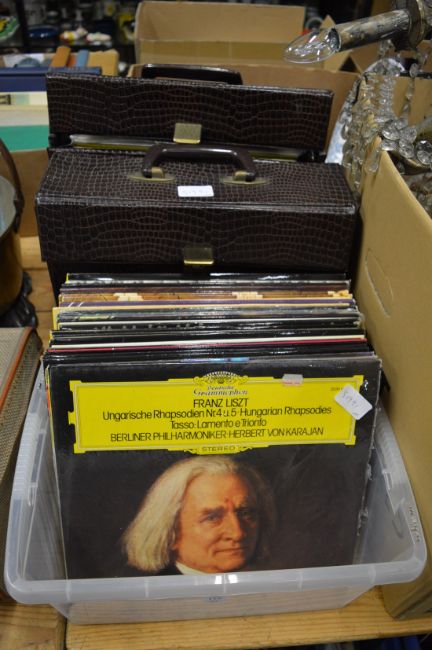 Deutsche
Grammophon
FRANZ LISZT
Ungarische Rhapsodien Nr. 4 u. 5 · Hungarian Rhapsodies
Tasso: Lamento e Trionfo
BERLINER PHILHARMONIKER · HERBERT VON KARAJAN
STEREO